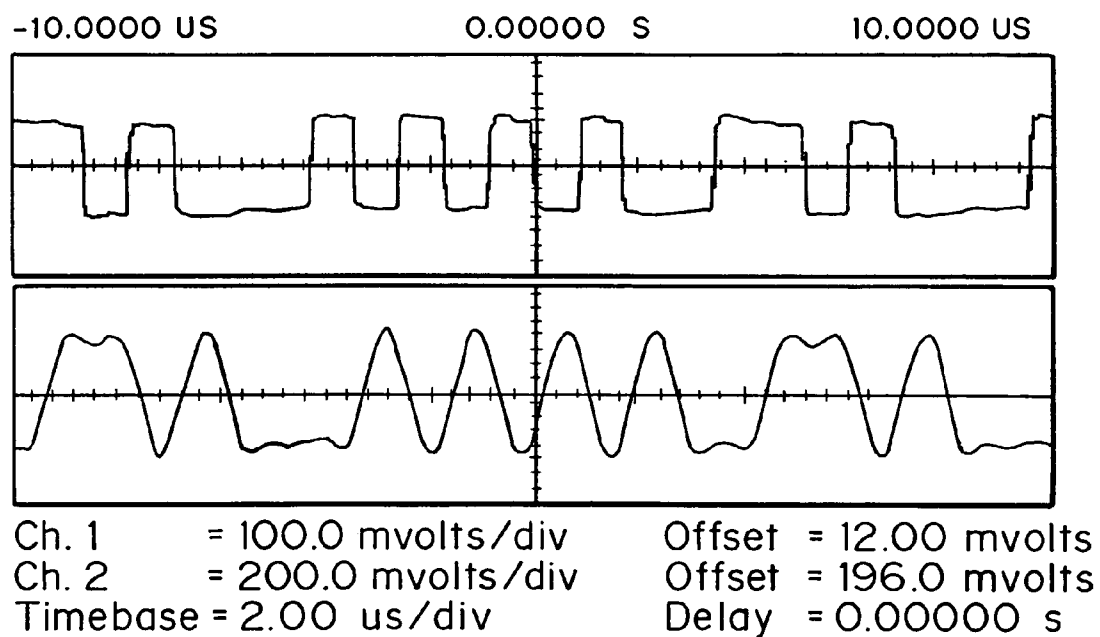 -10.0000 US 0.00000 S 10.0000 US
Ch. 1 = 100.0 mvolts/div Offset = 12.00 mvolts
Ch. 2 = 200.0 mvolts/div Offset = 196.0 mvolts
Timebase = 2.00 us/div Delay = 0.00000 s